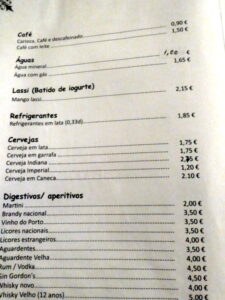 Café 0,90 €
Carioca, Café e descafeinado 1,50 €
Café com leite
Águas 1,00 €
Água mineral 1,65 €
Água com gás
Lassi (Batido de iogurte) 2,15 €
Mango lassi
Refrigerantes 1,85 €
Refrigerantes em lata (0,33cl)
Cervejas
Cerveja em lata 1,75 €
Cerveja em garrafa 1,75 €
Cerveja Indiana €
Cerveja Imperial 1,20 €
Cerveja em Caneca 2.10 €
Digestivos/ aperitivos
Martini 2,00 €
Brandy nacional 3,50 €
Vinho do Porto 3,50 €
Licores nacionais 3,50 €
Licores estrangeiros 4,00 €
Aguardentes 3,50 €
Aguardente Velha 4,00 €
Rum / Vodka 4,50 €
Gin Gordon's 4,50 €
Whisky novo 4,00 €
Whisky Velho (12 anos) 5.00 €